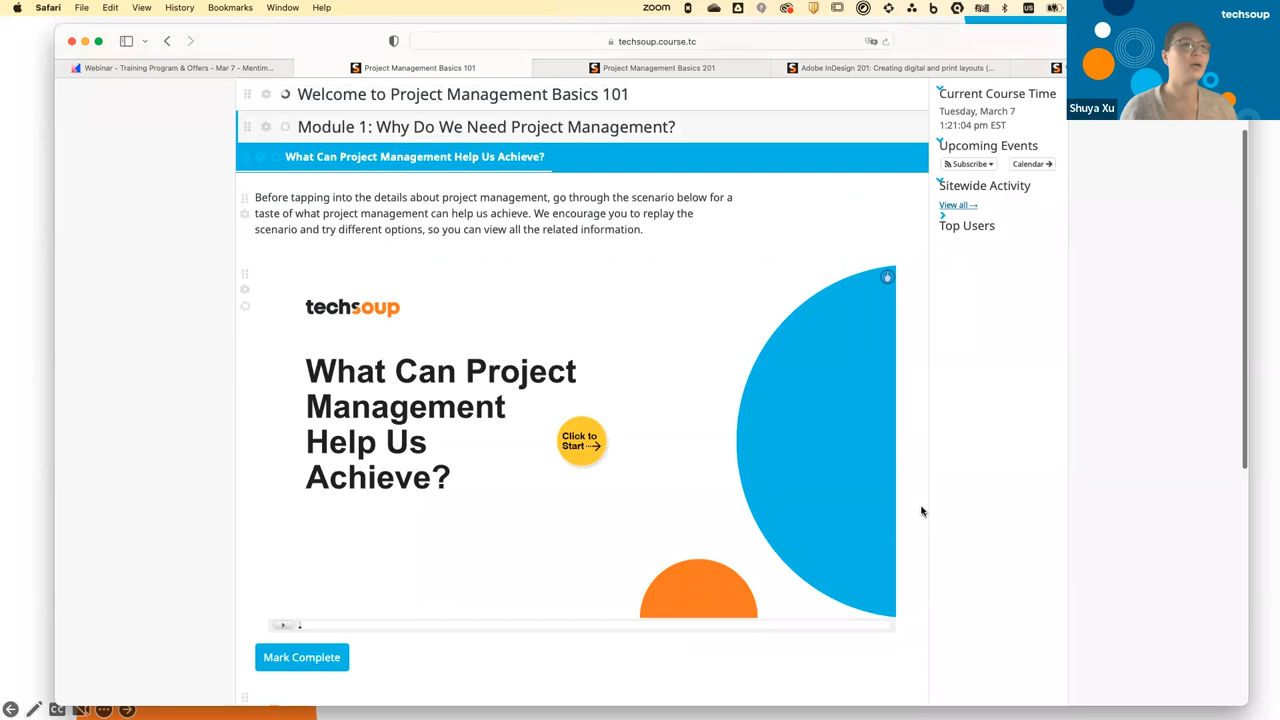 Safari File Edit View History Bookmarks Window Help
zoom
US
techsoup
Shuya Xu
techsoup.course.tc
Webinar - Training Program & Offers - Mar 7 - Mentim...
Project Management Basics 101
Project Management Basics 201
Adobe InDesign 201: Creating digital and print layouts (...
Welcome to Project Management Basics 101
Module 1: Why Do We Need Project Management?
What Can Project Management Help Us Achieve?
Before tapping into the details about project management, go through the scenario below for a
taste of what project management can help us achieve. We encourage you to replay the
scenario and try different options, so you can view all the related information.
techsoup
What Can Project
Management
Help Us
Achieve?
Click to
Start
Mark Complete
Current Course Time
Tuesday, March 7
1:21:04 pm EST
Upcoming Events
Subscribe
Calendar
Sitewide Activity
View all →
Top Users
CC